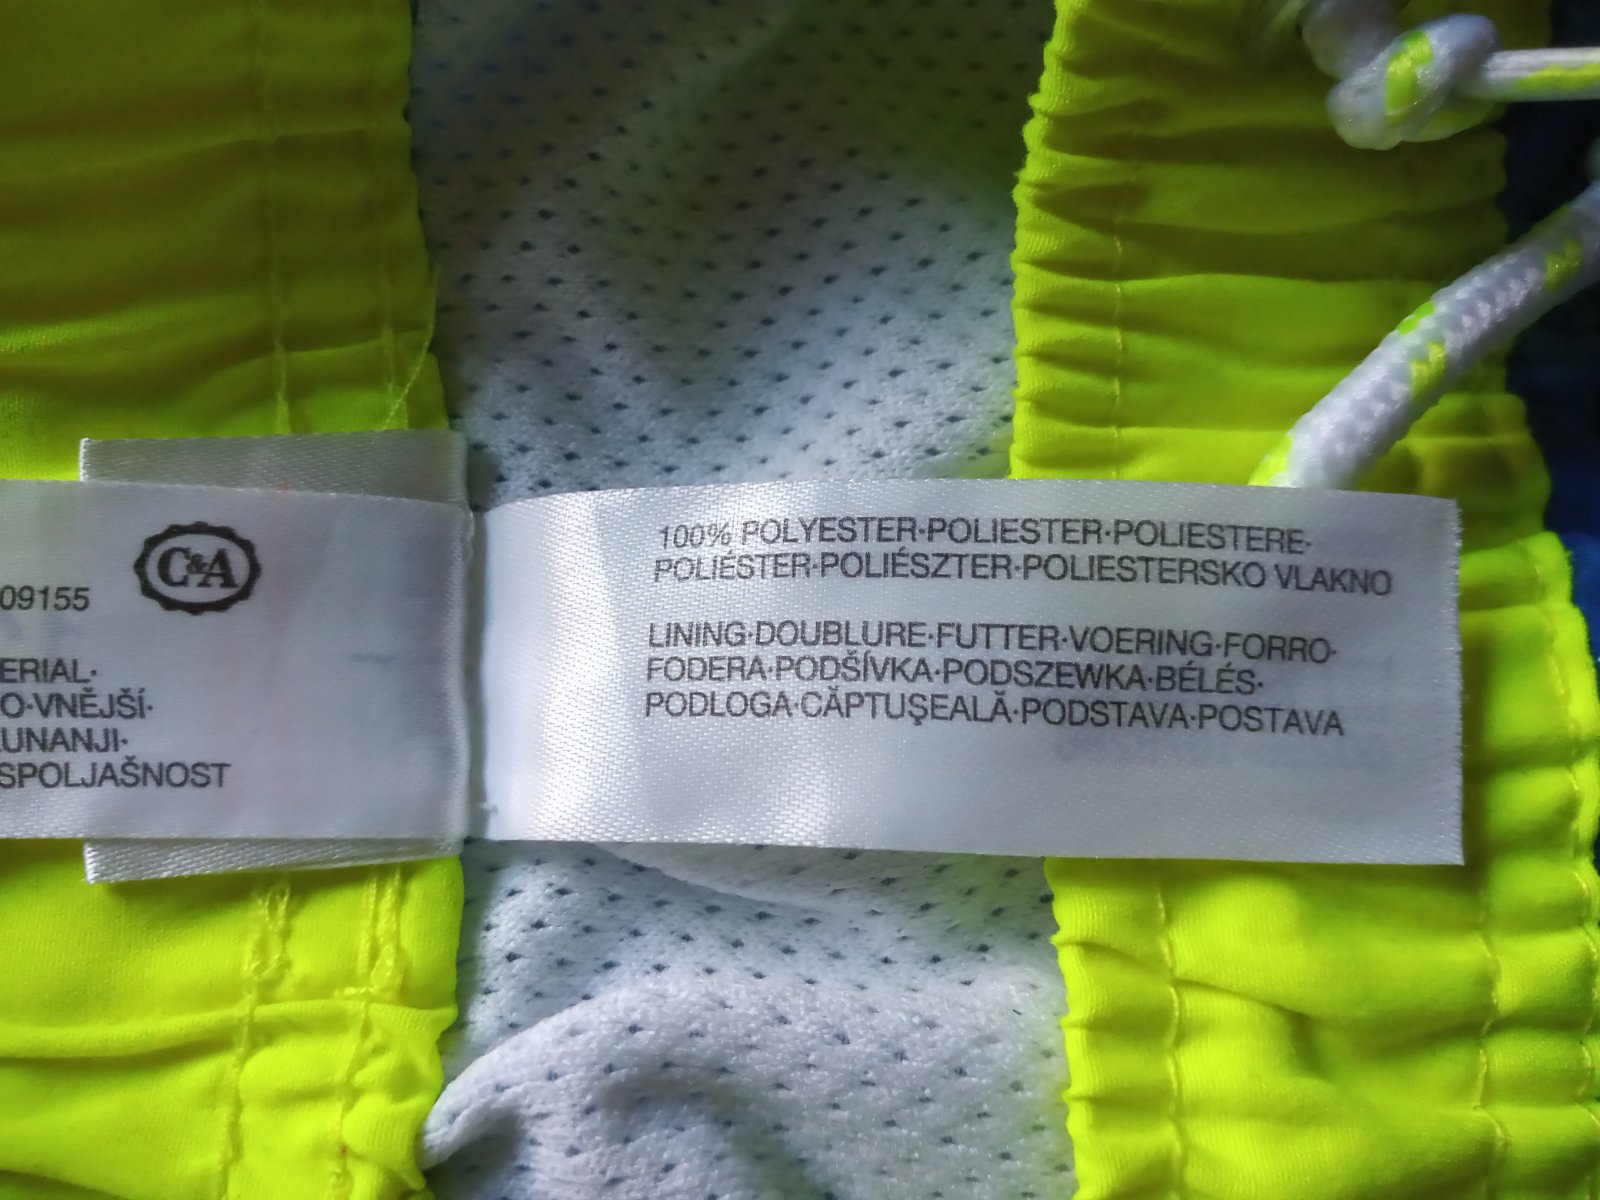 C&A
09155
ERIAL·
O·VNĚJŠÍ·
UNANJI·
SPOLJAŠNOST
100% POLYESTER·POLIESTER·POLIESTERE·
POLIÉSTER·POLIÉSZTER·POLIESTERSKO VLAKNO
LINING·DOUBLURE·FUTTER·VOERING·FORRO·
FODERA·PODŠÍVKA·PODSZEWKA·BÉLÉS·
PODLOGA·CĂPTUŞEALĂ·PODSTAVA·POSTAVA